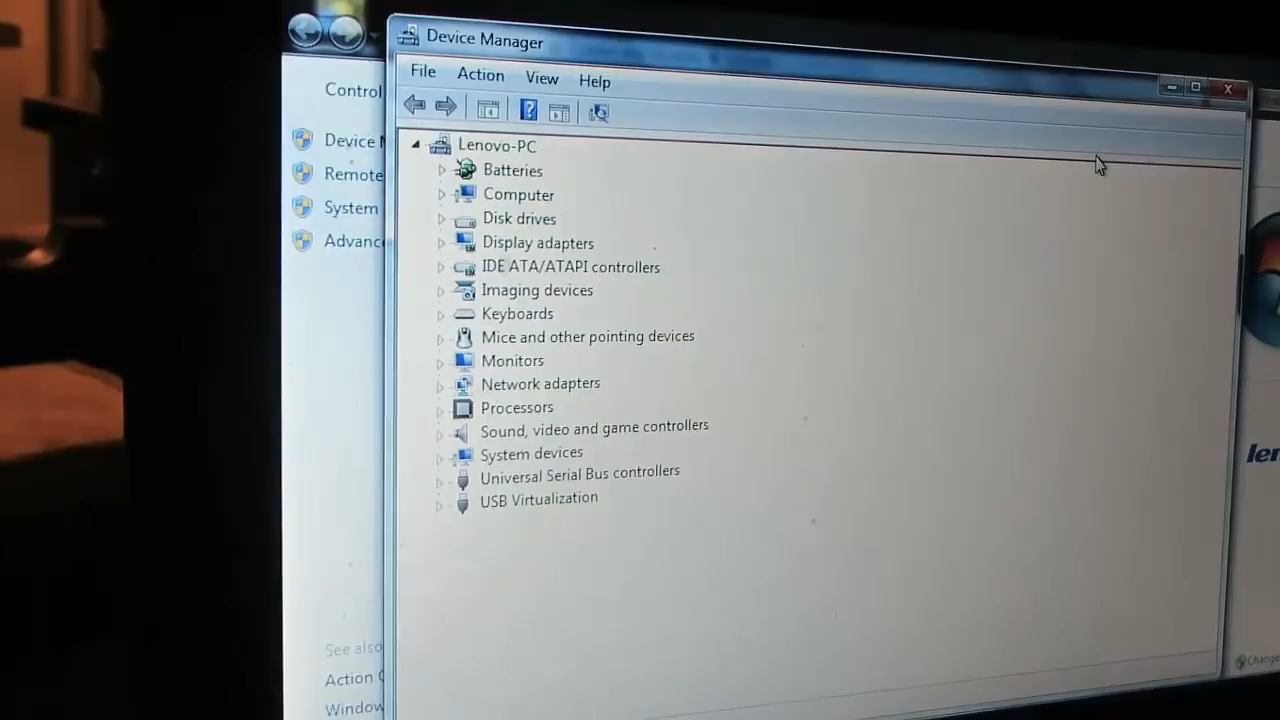 Device Manager
File Action View Help
Control
Device
Remote
System
Lenovo-PC
Batteries
Computer
Disk drives
Display adapters
IDE ATA/ATAPI controllers
Imaging devices
Keyboards
Mice and other pointing devices
Monitors
Network adapters
Processors
Sound, video and game controllers
System devices
Universal Serial Bus controllers
USB Virtualization
See also
Action